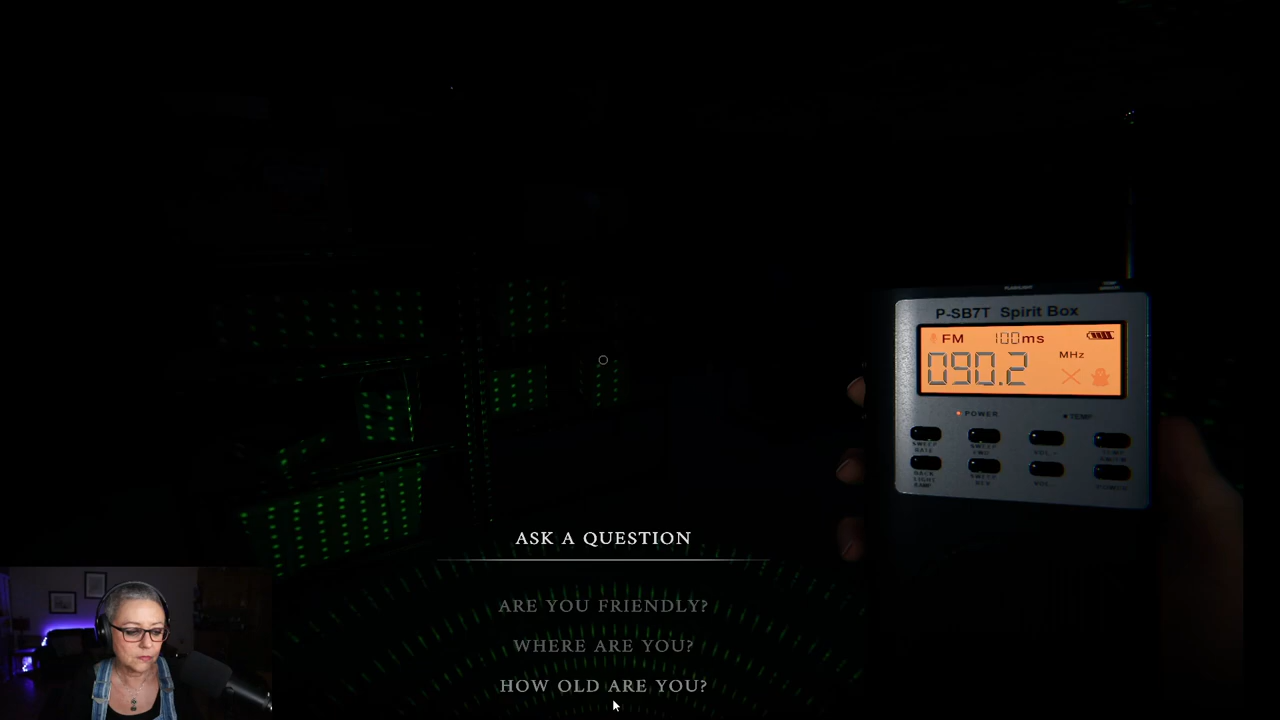 P-SB7T Spirit Box
FM 100ms
090.2 MHz
POWER TEMP
ASK A QUESTION
ARE YOU FRIENDLY?
WHERE ARE YOU?
HOW OLD ARE YOU?